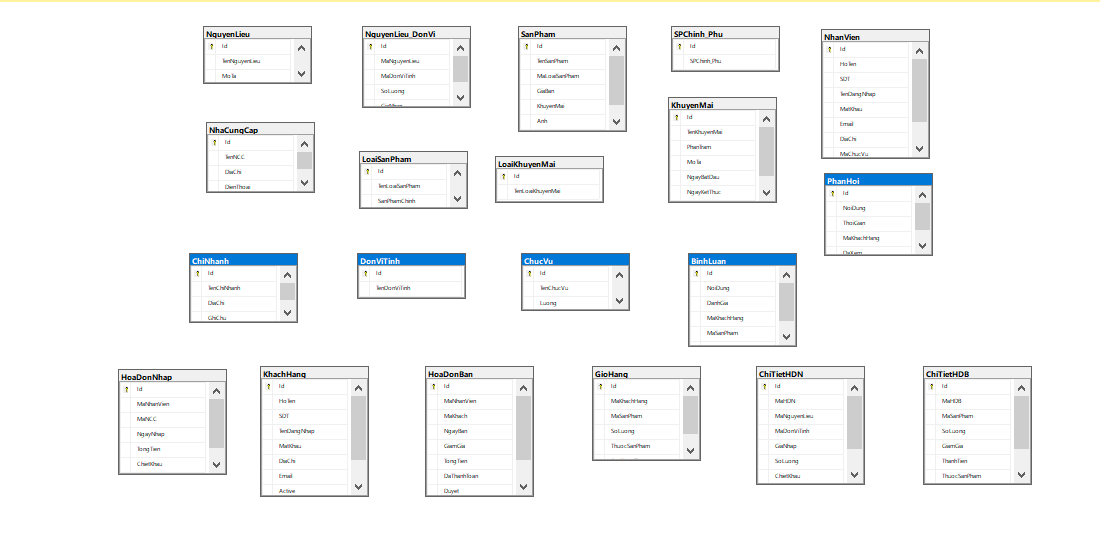 NguyenLieu
Id
TenNguyenLieu
MoTa
NguyenLieu_DonVi
Id
MaNguyenLieu
MaDonViTinh
SoLuong
SanPham
Id
TenSanPham
MaLoaiSanPham
GiaBan
KhuyenMai
Anh
SPChinh_Phu
Id
SPChinh_Phu
NhanVien
Id
HoTen
SDT
TenDangNhap
MatKhau
Email
DiaChi
MaChucVu
NhaCungCap
Id
TenNCC
DiaChi
DienThoai
LoaiSanPham
Id
TenLoaiSanPham
SanPhamChinh
LoaiKhuyenMai
Id
TenLoaiKhuyenMai
KhuyenMai
Id
TenKhuyenMai
PhanTram
MoTa
NgayBatDau
NgayKetThuc
PhanHoi
Id
NoiDung
ThoiGian
MaKhachHang
DaXem
ChiNhanh
Id
TenChiNhanh
DiaChi
GhiChu
DonViTinh
Id
TenDonViTinh
ChucVu
Id
TenChucVu
Luong
BinhLuan
Id
NoiDung
DanhGia
MaKhachHang
MaSanPham
HoaDonNhap
Id
MaNhanVien
MaNCC
NgayNhap
TongTien
ChietKhau
KhachHang
Id
HoTen
SDT
TenDangNhap
MatKhau
DiaChi
Email
Active
HoaDonBan
Id
MaNhanVien
MaKhach
NgayBan
GiamGia
TongTien
DaThanhToan
Duyet
GioHang
Id
MaKhachHang
MaSanPham
SoLuong
ThuocSanPham
ChiTietHDN
Id
MaHDN
MaNguyenLieu
MaDonViTinh
GiaNhap
SoLuong
ChietKhau
ChiTietHDB
Id
MaHDB
MaSanPham
SoLuong
GiamGia
ThanhTien
ThuocSanPham